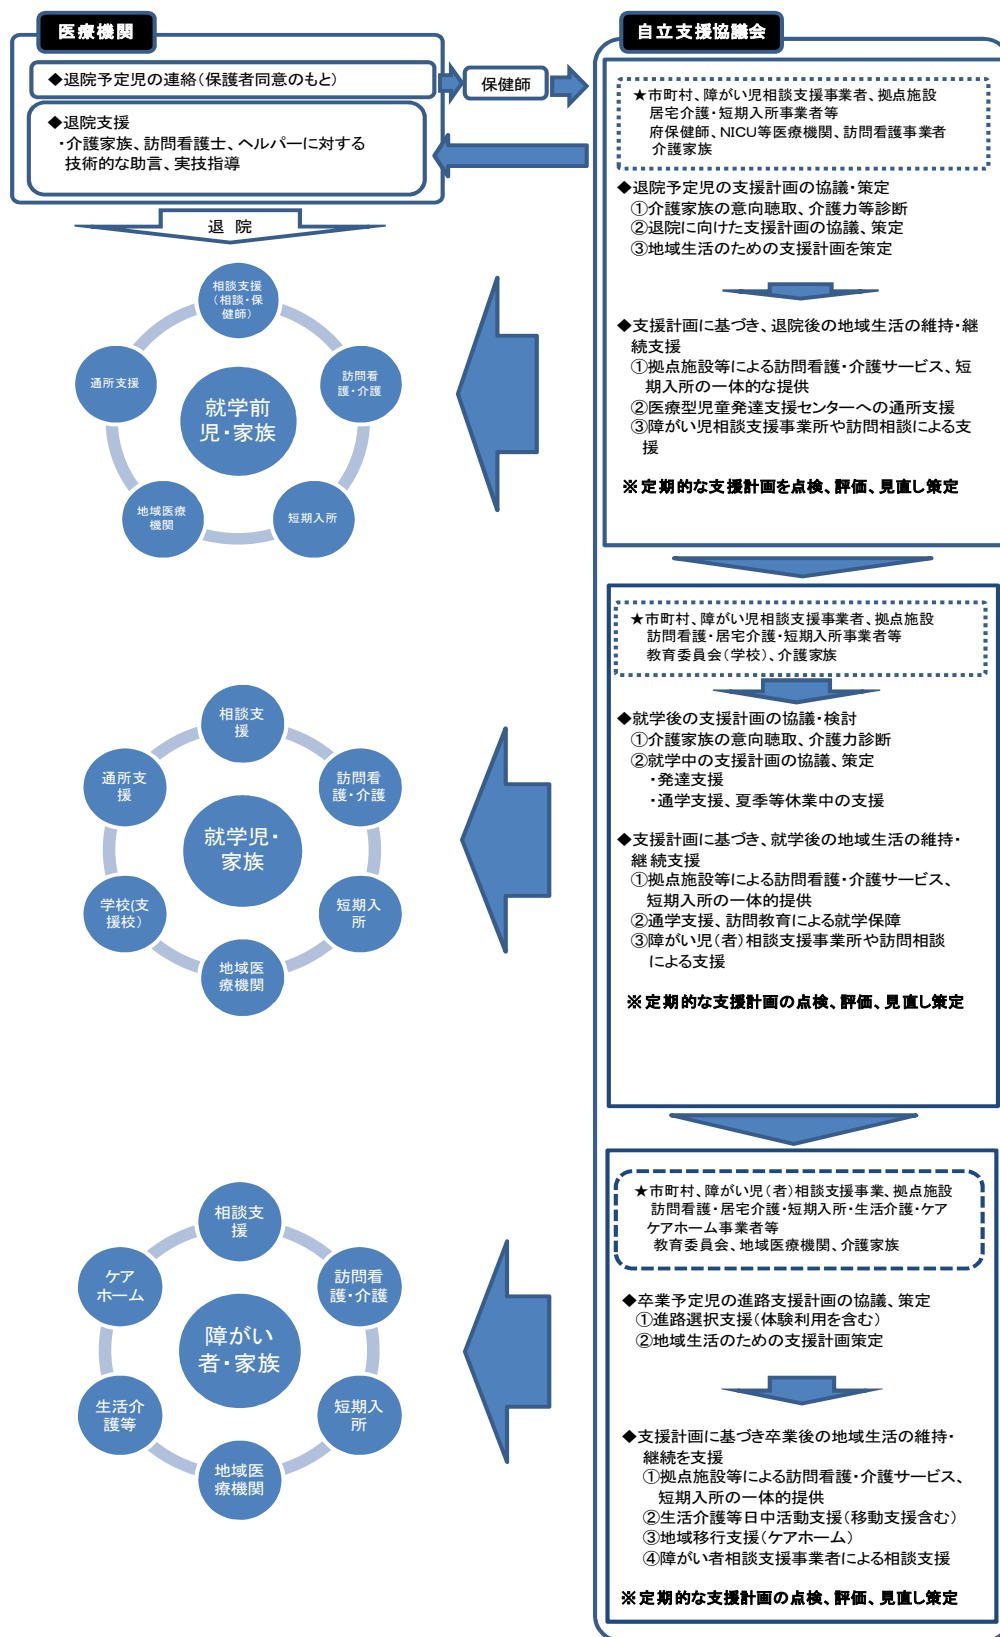 医療機関
◆退院予定児の連絡（保護者同意のもと）
◆退院支援
・介護家族、訪問看護士、ヘルパーに対する
技術的な助言、実技指導
保健師
退 院
相談支援
（相談・保
健師）
訪問看
護・介護
短期入所
地域医療
機関
通所支援
就学前
児・家族
自立支援協議会
★市町村、障がい児相談支援事業者、拠点施設
居宅介護・短期入所事業者等
府保健師、NICU等医療機関、訪問看護事業者
介護家族
◆退院予定児の支援計画の協議・策定
①介護家族の意向聴取、介護力等診断
②退院に向けた支援計画の協議、策定
③地域生活のための支援計画を策定
◆支援計画に基づき、退院後の地域生活の維持・継
続支援
①拠点施設等による訪問看護・介護サービス、短
期入所の一体的な提供
②医療型児童発達支援センターへの通所支援
③障がい児相談支援事業所や訪問相談による支
援
※定期的な支援計画を点検、評価、見直し策定
相談支
援
訪問看
護・介護
短期入
所
地域医
療機関
学校(支
援校）
通所支
援
就学児・
家族
★市町村、障がい児相談支援事業者、拠点施設
訪問看護・居宅介護・短期入所事業者等
教育委員会（学校）、介護家族
◆就学後の支援計画の協議・検討
①介護家族の意向聴取、介護力診断
②就学中の支援計画の協議、策定
・発達支援
・通学支援、夏季等休業中の支援
◆支援計画に基づき、就学後の地域生活の維持・
継続支援
①拠点施設等による訪問看護・介護サービス、
短期入所の一体的提供
②通学支援、訪問教育による就学保障
③障がい児（者）相談支援事業所や訪問相談
による支援
※定期的な支援計画の点検、評価、見直し策定
相談支
援
訪問看
護・介護
短期入
所
地域医
療機関
生活介
護等
ケア
ホーム
障がい
者・家族
★市町村、障がい児（者）相談支援事業、拠点施設
訪問看護・居宅介護・短期入所・生活介護・ケア
ケアホーム事業者等
教育委員会、地域医療機関、介護家族
◆卒業予定児の進路支援計画の協議、策定
①進路選択支援（体験利用を含む）
②地域生活のための支援計画策定
◆支援計画に基づき卒業後の地域生活の維持・
継続を支援
①拠点施設等による訪問看護・介護サービス、
短期入所の一体的提供
②生活介護等日中活動支援（移動支援含む）
③地域移行支援（ケアホーム）
④障がい者相談支援事業者による相談支援
※定期的な支援計画の点検、評価、見直し策定